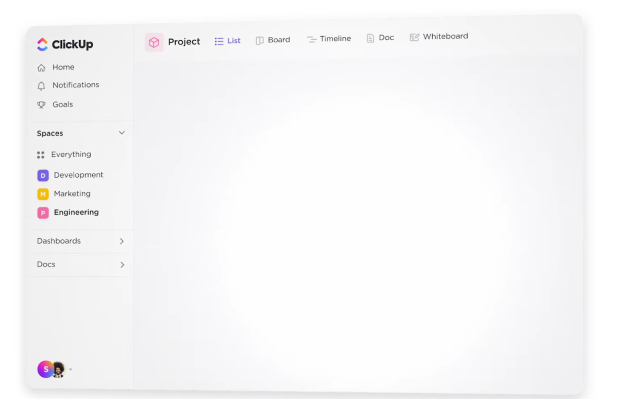 ClickUp
Project
List
Board
Timeline
Doc
Whiteboard
Home
Notifications
Goals
Spaces
Everything
D Development
M Marketing
P Engineering
Dashboards
Docs
S